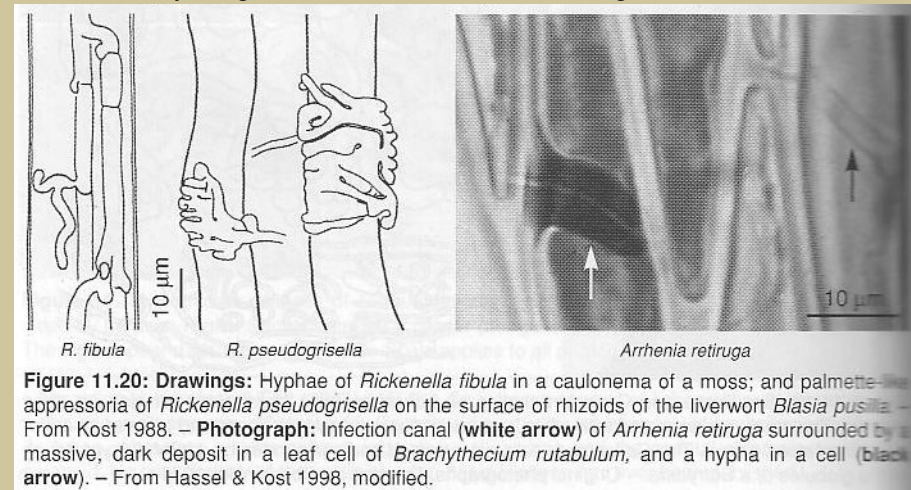 10 µm
10 µm
R. fibula
R. pseudogrisella
Arrhenia retiruga
Figure 11.20: Drawings: Hyphae of Rickenella fibula in a caulonema of a moss; and palmette-like
appressoria of Rickenella pseudogrisella on the surface of rhizoids of the liverwort Blasia pusilla. –
From Kost 1988. – Photograph: Infection canal (white arrow) of Arrhenia retiruga surrounded by a
massive, dark deposit in a leaf cell of Brachythecium rutabulum, and a hypha in a cell (black
arrow). – From Hassel & Kost 1998, modified.